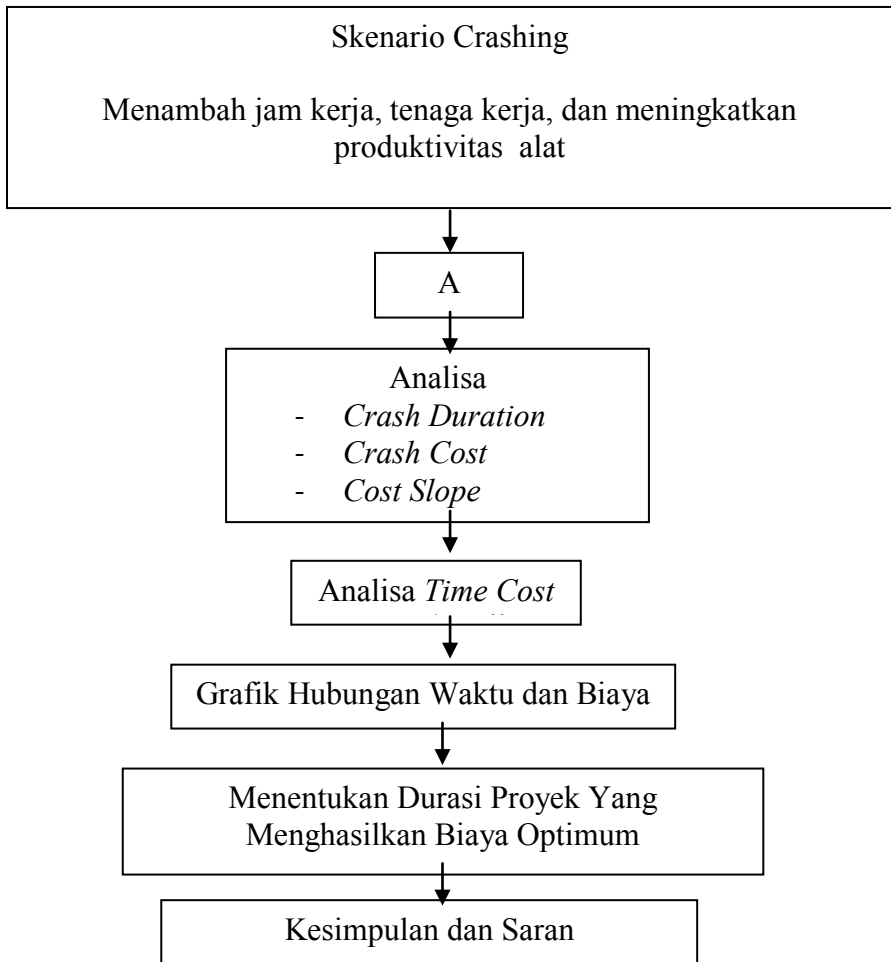 Skenario Crashing
Menambah jam kerja, tenaga kerja, dan meningkatkan
produktivitas alat
A
Analisa
- Crash Duration
- Crash Cost
- Cost Slope
Analisa Time Cost
Grafik Hubungan Waktu dan Biaya
Menentukan Durasi Proyek Yang
Menghasilkan Biaya Optimum
Kesimpulan dan Saran